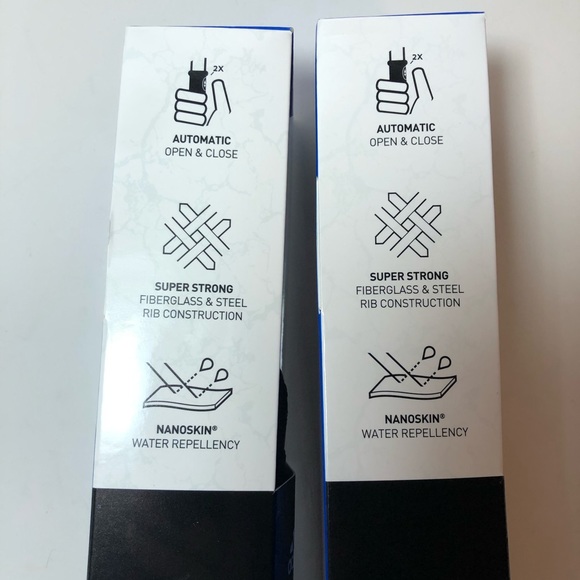 2X
AUTOMATIC
OPEN & CLOSE
SUPER STRONG
FIBERGLASS & STEEL
RIB CONSTRUCTION
NANOSKIN®
WATER REPELLENCY
2X
AUTOMATIC
OPEN & CLOSE
SUPER STRONG
FIBERGLASS & STEEL
RIB CONSTRUCTION
NANOSKIN®
WATER REPELLENCY